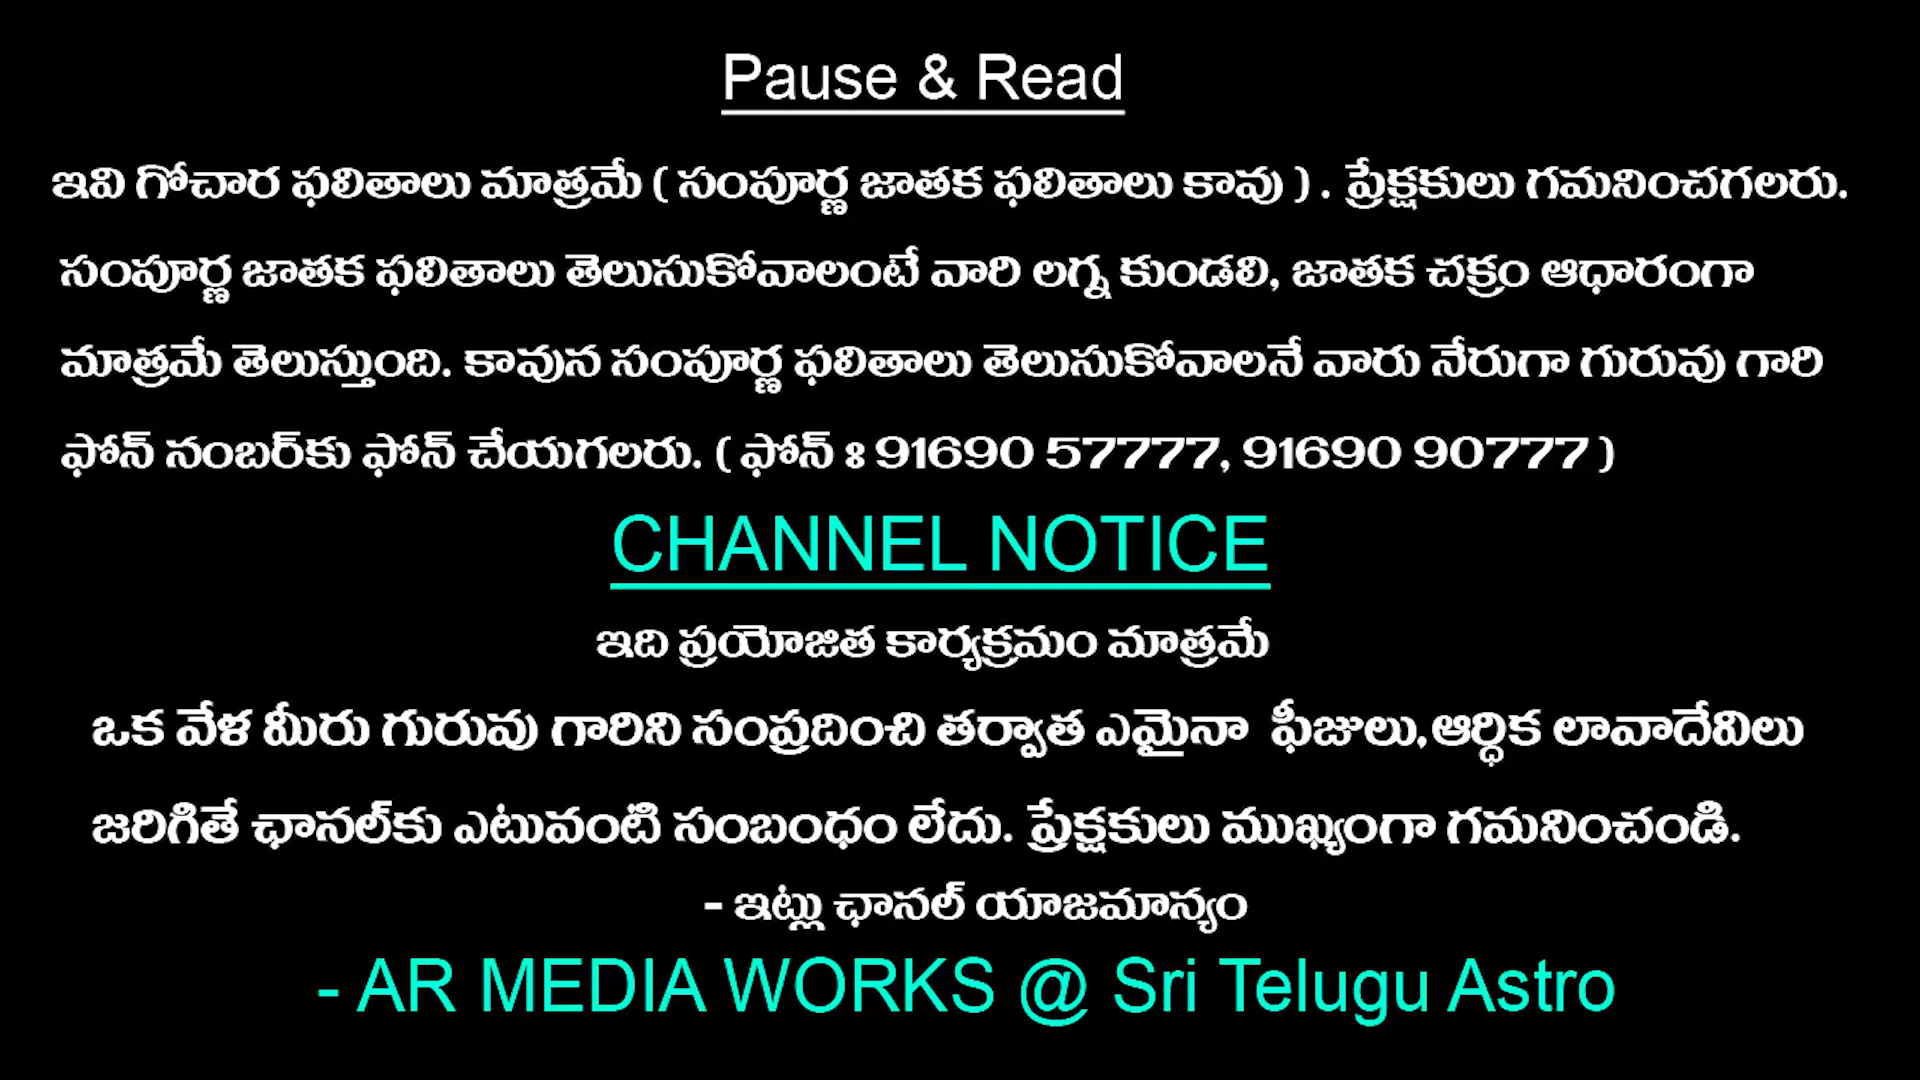 Pause & Read
ఇవి గోచార ఫలితాలు మాత్రమే ( సంపూర్ణ జాతక ఫలితాలు కావు ) . ప్రేక్షకులు గమనించగలరు.
సంపూర్ణ జాతక ఫలితాలు తెలుసుకోవాలంటే వారి లగ్న కుండలి, జాతక చక్రం ఆధారంగా
మాత్రమే తెలుస్తుంది. కావున సంపూర్ణ ఫలితాలు తెలుసుకోవాలనే వారు నేరుగా గురువు గారి
ఫోన్ నంబర్‌కు ఫోన్ చేయగలరు. ( ఫోన్ ః 91690 57777, 91690 90777 )
CHANNEL NOTICE
ఇది ప్రయోజిత కార్యక్రమం మాత్రమే
ఒక వేళ మీరు గురువు గారిని సంప్రదించి తర్వాత ఎమైనా ఫీజులు,ఆర్ధిక లావాదేవిలు
జరిగితే ఛానల్‌కు ఎటువంటి సంబంధం లేదు. ప్రేక్షకులు ముఖ్యంగా గమనించండి.
- ఇట్లు ఛానల్ యాజమాన్యం
- AR MEDIA WORKS @ Sri Telugu Astro